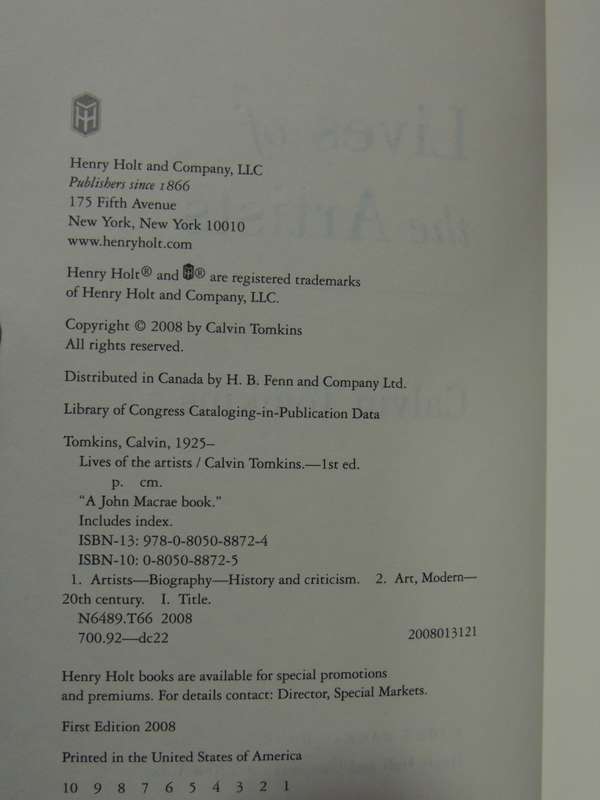 Henry Holt and Company, LLC
Publishers since 1866
175 Fifth Avenue
New York, New York 10010
www.henryholt.com
Henry Holt® and ® are registered trademarks
of Henry Holt and Company, LLC.
Copyright © 2008 by Calvin Tomkins
All rights reserved.
Distributed in Canada by H. B. Fenn and Company Ltd.
Library of Congress Cataloging-in-Publication Data
Tomkins, Calvin, 1925–
Lives of the artists / Calvin Tomkins.—1st ed.
p. cm.
"A John Macrae book."
Includes index.
ISBN-13: 978-0-8050-8872-4
ISBN-10: 0-8050-8872-5
1. Artists—Biography—History and criticism. 2. Art, Modern—
20th century. I. Title.
N6489.T66 2008
700.92—dc22 2008013121
Henry Holt books are available for special promotions
and premiums. For details contact: Director, Special Markets.
First Edition 2008
Printed in the United States of America
10 9 8 7 6 5 4 3 2 1